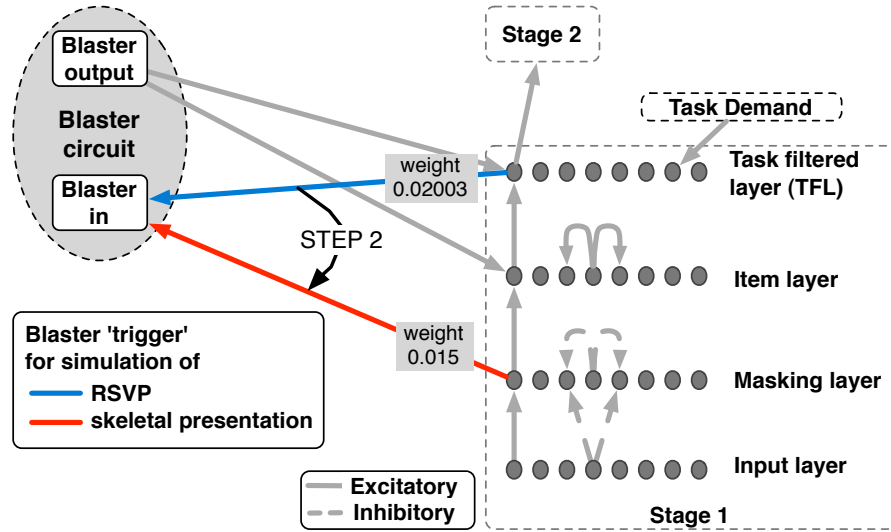 Blaster
output
Blaster
circuit
Blaster
in
Stage 2
Task Demand
weight
0.02003
Task filtered
layer (TFL)
STEP 2
Item layer
weight
0.015
Masking layer
Input layer
Stage 1
Blaster 'trigger'
for simulation of
RSVP
skeletal presentation
Excitatory
Inhibitory